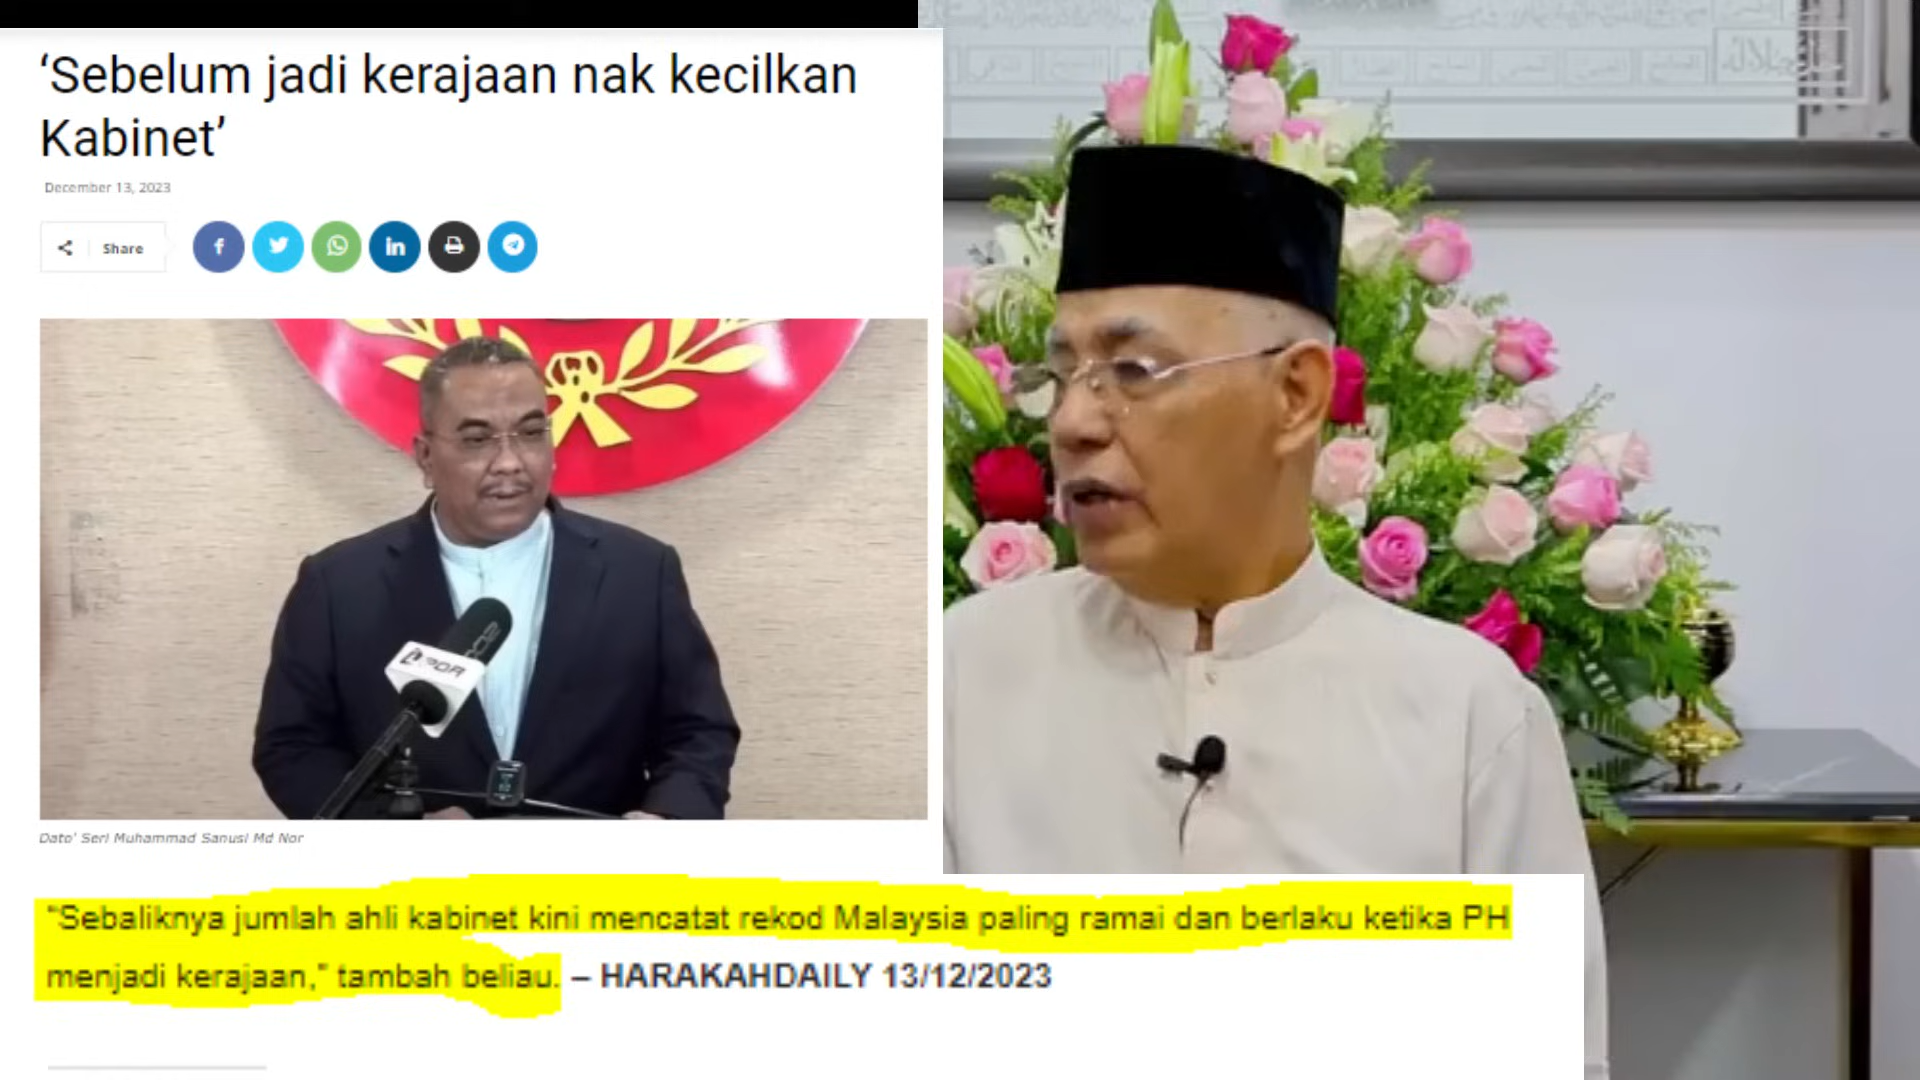 ‘Sebelum jadi kerajaan nak kecilkan
Kabinet’
December 13, 2023
Share
Dato' Seri Muhammad Sanusi Md Nor
“Sebaliknya jumlah ahli kabinet kini mencatat rekod Malaysia paling ramai dan berlaku ketika PH
menjadi kerajaan,” tambah beliau. – HARAKAHDAILY 13/12/2023